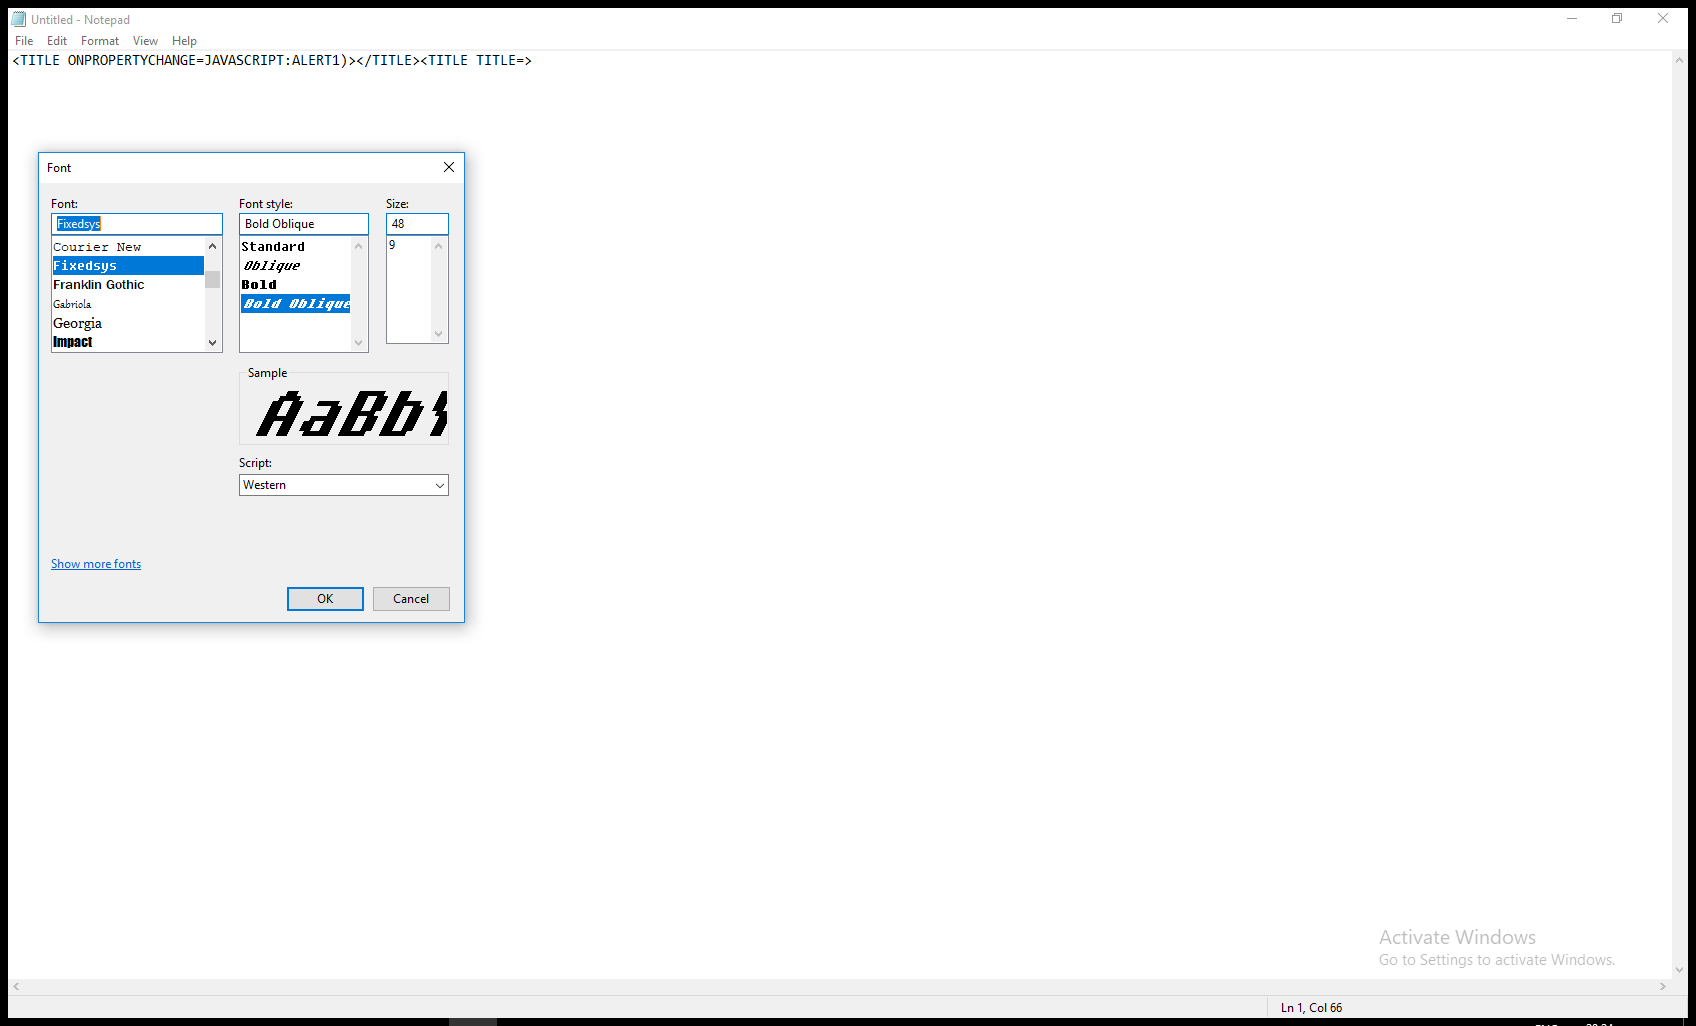 Untitled - Notepad
File Edit Format View Help
<TITLE ONPROPERTYCHANGE=JAVASCRIPT:ALERT1)></TITLE><TITLE TITLE=>
Font
Font:
Fixedsys
Courier New
Fixedsys
Franklin Gothic
Gabriola
Georgia
Impact
Font style:
Bold Oblique
Standard
Oblique
Bold
Bold Oblique
Size:
48
9
Sample
AaBb
Script:
Western
Show more fonts
OK Cancel
Activate Windows
Go to Settings to activate Windows.
Ln 1, Col 66